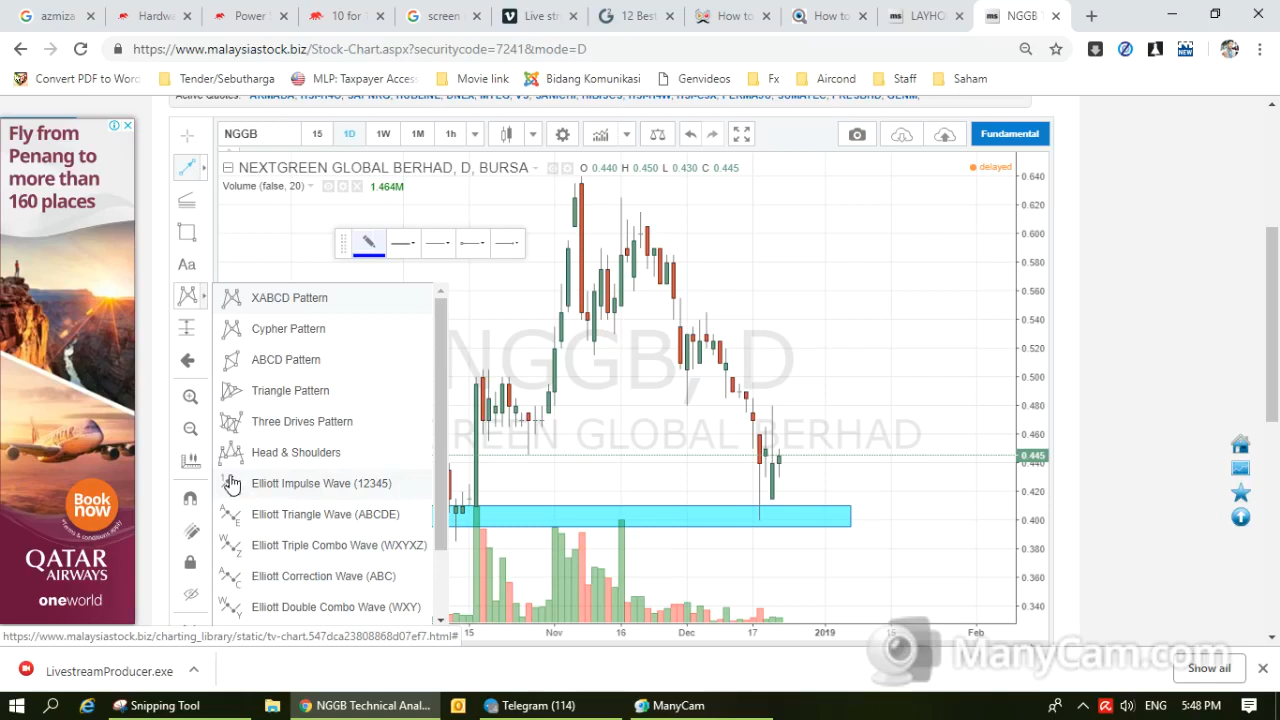 azmiza
Hardwa
PowerT
10 for
screen
Live str
12 Best
How to
How to
LAYHO
NGGB T
https://www.malaysiastock.biz/Stock-Chart.aspx?securitycode=7241&mode=D
Convert PDF to Word
Tender/Sebutharga
MLP: Taxpayer Access
Movie link
Bidang Komunikasi
Genvideos
Fx
Aircond
Staff
Saham
Fly from
Penang to
more than
160 places
Book
now
QATAR
AIRWAYS
oneworld
NGGB
15
1D
1W
1M
1h
Fundamental
NEXTGREEN GLOBAL BERHAD, D, BURSA
O 0.440 H 0.450 L 0.430 C 0.445
delayed
Volume (false, 20)
1.464M
Aa
XABCD Pattern
Cypher Pattern
ABCD Pattern
Triangle Pattern
Three Drives Pattern
Head & Shoulders
Elliott Impulse Wave (12345)
Elliott Triangle Wave (ABCDE)
Elliott Triple Combo Wave (WXYXZ)
Elliott Correction Wave (ABC)
Elliott Double Combo Wave (WXY)
NGGB, D
REEN GLOBAL BERHAD
0.640
0.620
0.600
0.580
0.560
0.540
0.520
0.500
0.480
0.460
0.445
0.440
0.420
0.400
0.380
0.360
0.340
15
Nov
16
Dec
17
2019
15
Feb
https://www.malaysiastock.biz/charting_library/static/tv-chart.547dca23808868d07ef7.html#
ManyCam.com
LivestreamProducer.exe
Show all
Snipping Tool
NGGB Technical Anal...
Telegram (114)
ManyCam
ENG
5:48 PM